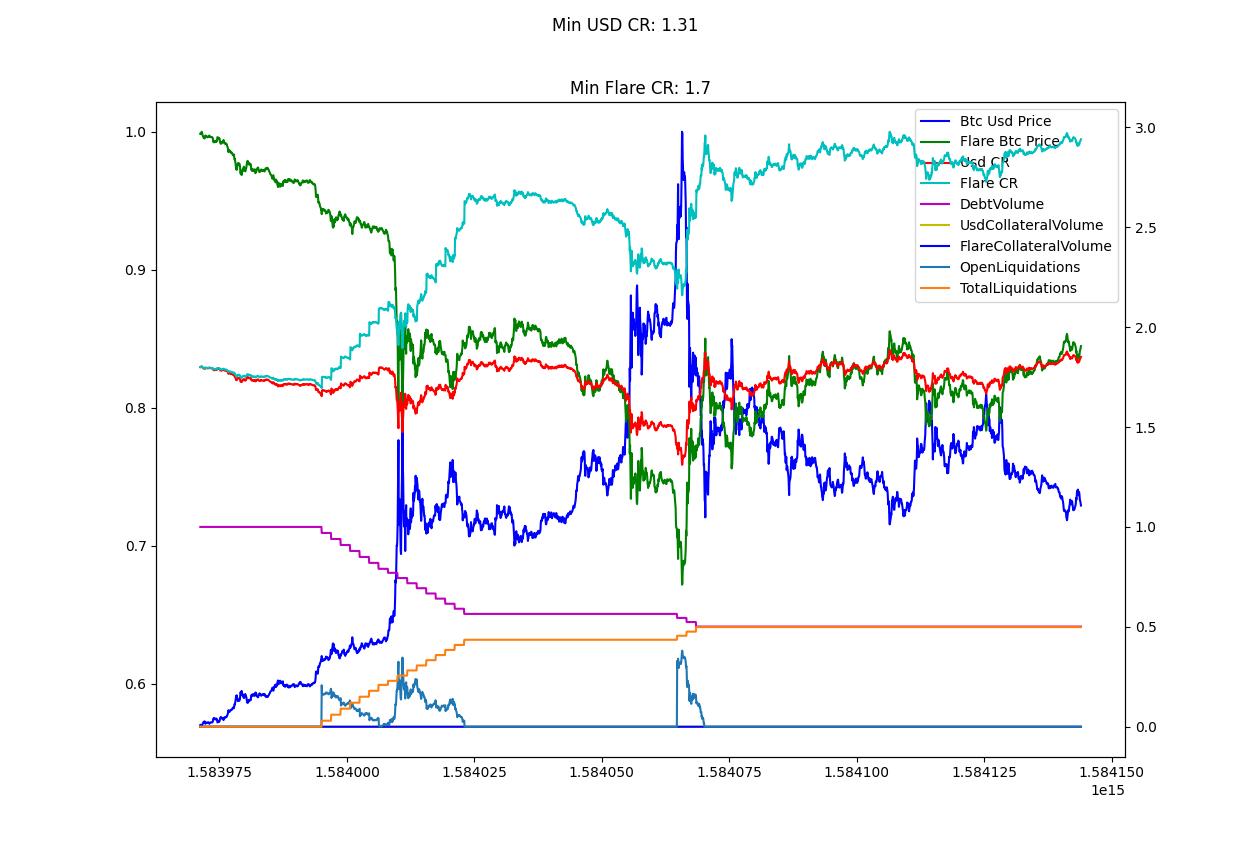 Min USD CR: 1.31
Min Flare CR: 1.7
1.0
0.9
0.8
0.7
0.6
3.0
2.5
2.0
1.5
1.0
0.5
0.0
Btc Usd Price
Flare Btc Price
Usd CR
Flare CR
DebtVolume
UsdCollateralVolume
FlareCollateralVolume
OpenLiquidations
TotalLiquidations
1.583975 1.584000 1.584025 1.584050 1.584075 1.584100 1.584125 1.584150
1e15